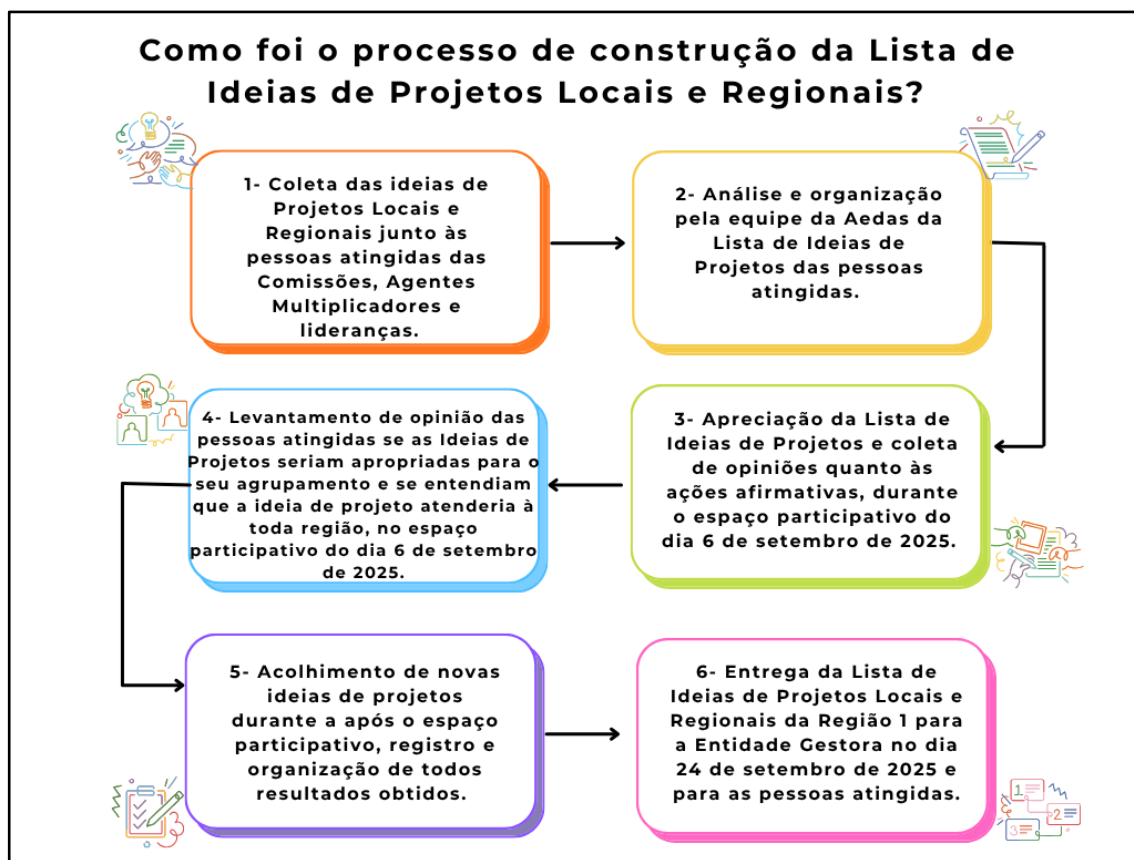 Como foi o processo de construção da Lista de
Ideias de Projetos Locais e Regionais?
1- Coleta das ideias de
Projetos Locais e
Regionais junto às
pessoas atingidas das
Comissões, Agentes
Multiplicadores e
lideranças.
2- Análise e organização
pela equipe da Aedas da
Lista de Ideias de
Projetos das pessoas
atingidas.
3- Apreciação da Lista de
Ideias de Projetos e coleta
de opiniões quanto às
ações afirmativas, durante
o espaço participativo do
dia 6 de setembro de 2025.
4- Levantamento de opinião das
pessoas atingidas se as Ideias de
Projetos seriam apropriadas para o
seu agrupamento e se entendiam
que a ideia de projeto atenderia à
toda região, no espaço
participativo do dia 6 de setembro
de 2025.
5- Acolhimento de novas
ideias de projetos
durante a após o espaço
participativo, registro e
organização de todos
resultados obtidos.
6- Entrega da Lista de
Ideias de Projetos Locais e
Regionais da Região 1 para
a Entidade Gestora no dia
24 de setembro de 2025 e
para as pessoas atingidas.
1
2
3